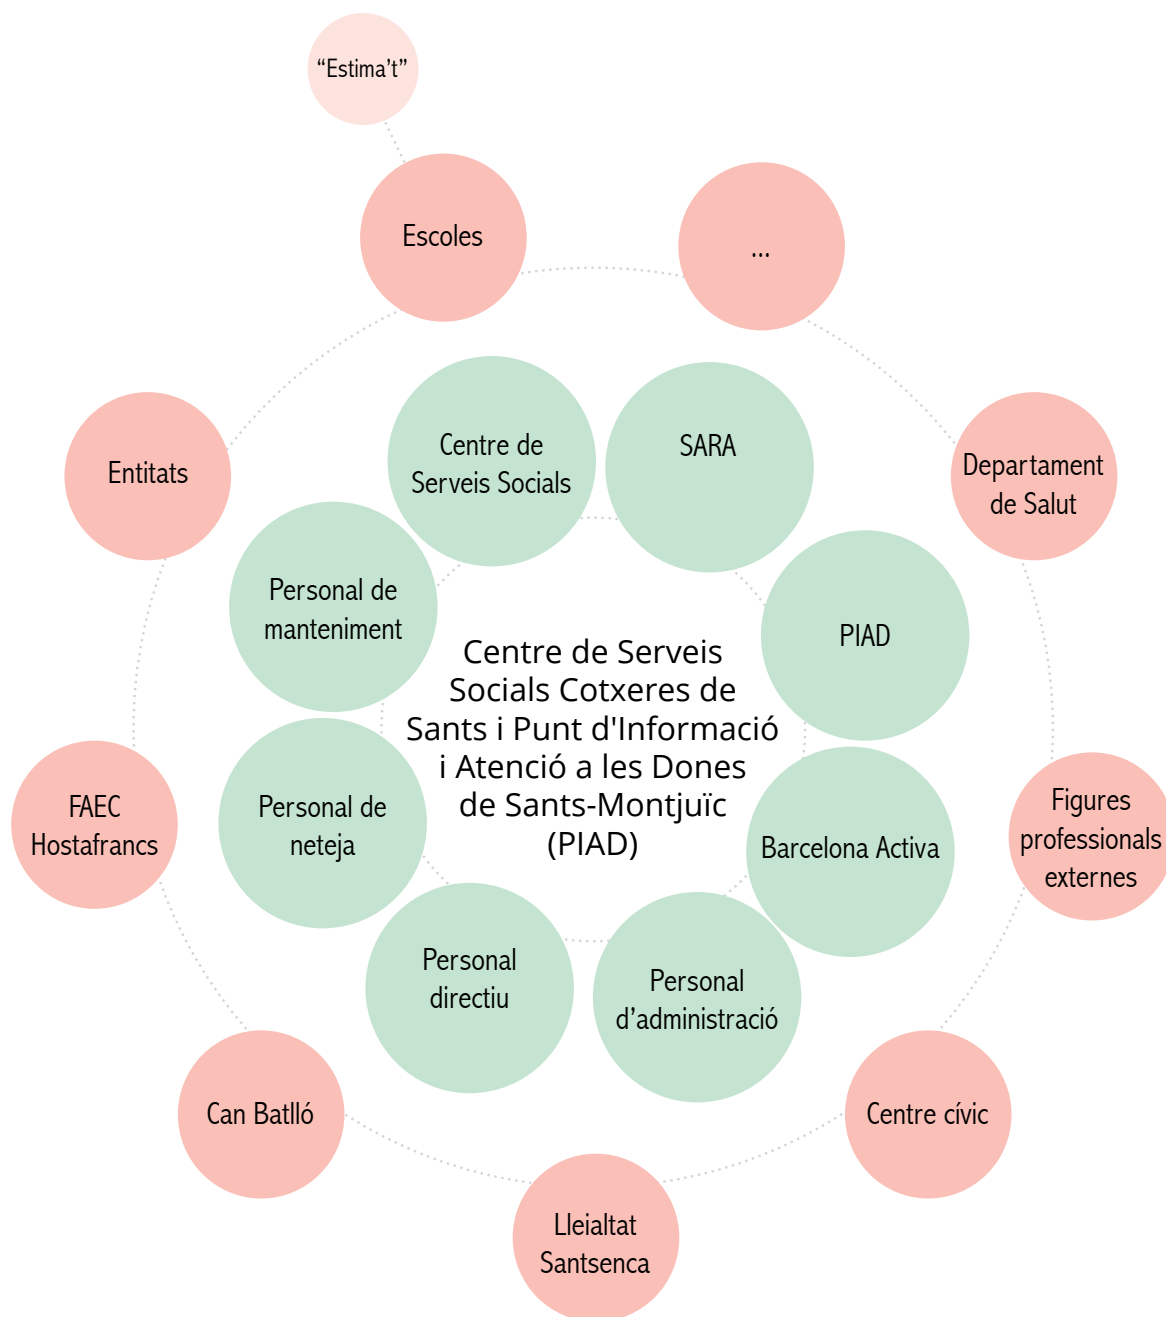 “Estima’t”
Escoles
...
Entitats
Centre de
Serveis Socials
SARA
Departament
de Salut
Personal de
manteniment
PIAD
Centre de Serveis
Socials Cotxeres de
Sants i Punt d'Informació
i Atenció a les Dones
de Sants-Montjuïc
(PIAD)
FAEC
Hostafrancs
Personal de
neteja
Barcelona Activa
Figures
professionals
externes
Personal
directiu
Personal
d’administració
Can Batlló
Centre cívic
Lleialtat
Santsenca